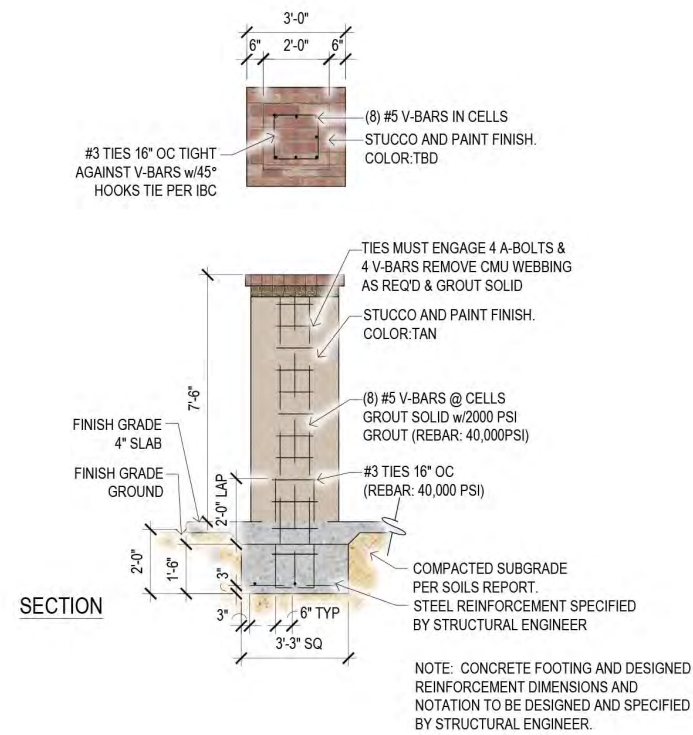 3'-0"
6" 2'-0" 6"
(8) #5 V-BARS IN CELLS
STUCCO AND PAINT FINISH.
COLOR:TBD
#3 TIES 16" OC TIGHT
AGAINST V-BARS w/45°
HOOKS TIE PER IBC
TIES MUST ENGAGE 4 A-BOLTS &
4 V-BARS REMOVE CMU WEBBING
AS REQ'D & GROUT SOLID
STUCCO AND PAINT FINISH.
COLOR:TAN
7'-6"
(8) #5 V-BARS @ CELLS
GROUT SOLID w/2000 PSI
GROUT (REBAR: 40,000PSI)
FINISH GRADE
4" SLAB
FINISH GRADE
GROUND
#3 TIES 16" OC
(REBAR: 40,000 PSI)
2'-0" LAP
2'-0"
1'-6"
3"
COMPACTED SUBGRADE
PER SOILS REPORT.
STEEL REINFORCEMENT SPECIFIED
BY STRUCTURAL ENGINEER
SECTION
3"
6" TYP
3'-3" SQ
NOTE: CONCRETE FOOTING AND DESIGNED
REINFORCEMENT DIMENSIONS AND
NOTATION TO BE DESIGNED AND SPECIFIED
BY STRUCTURAL ENGINEER.